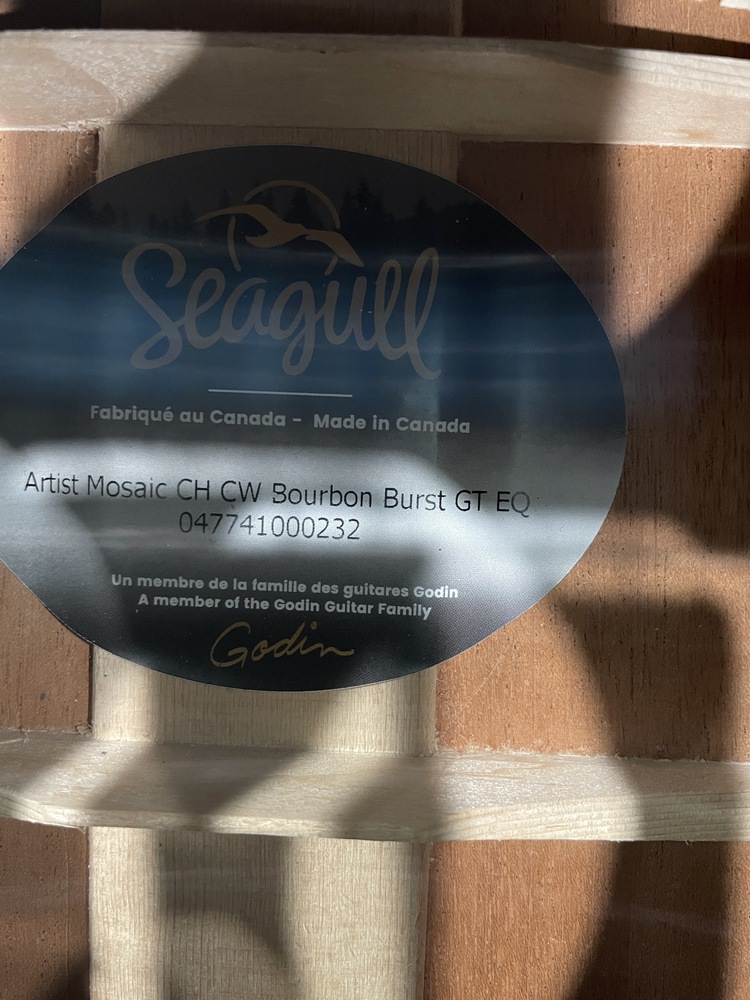 Seagull
Fabriqué au Canada - Made in Canada
Artist Mosaic CH CW Bourbon Burst GT EQ
047741000232
Un membre de la famille des guitares Godin
A member of the Godin Guitar Family
Godin